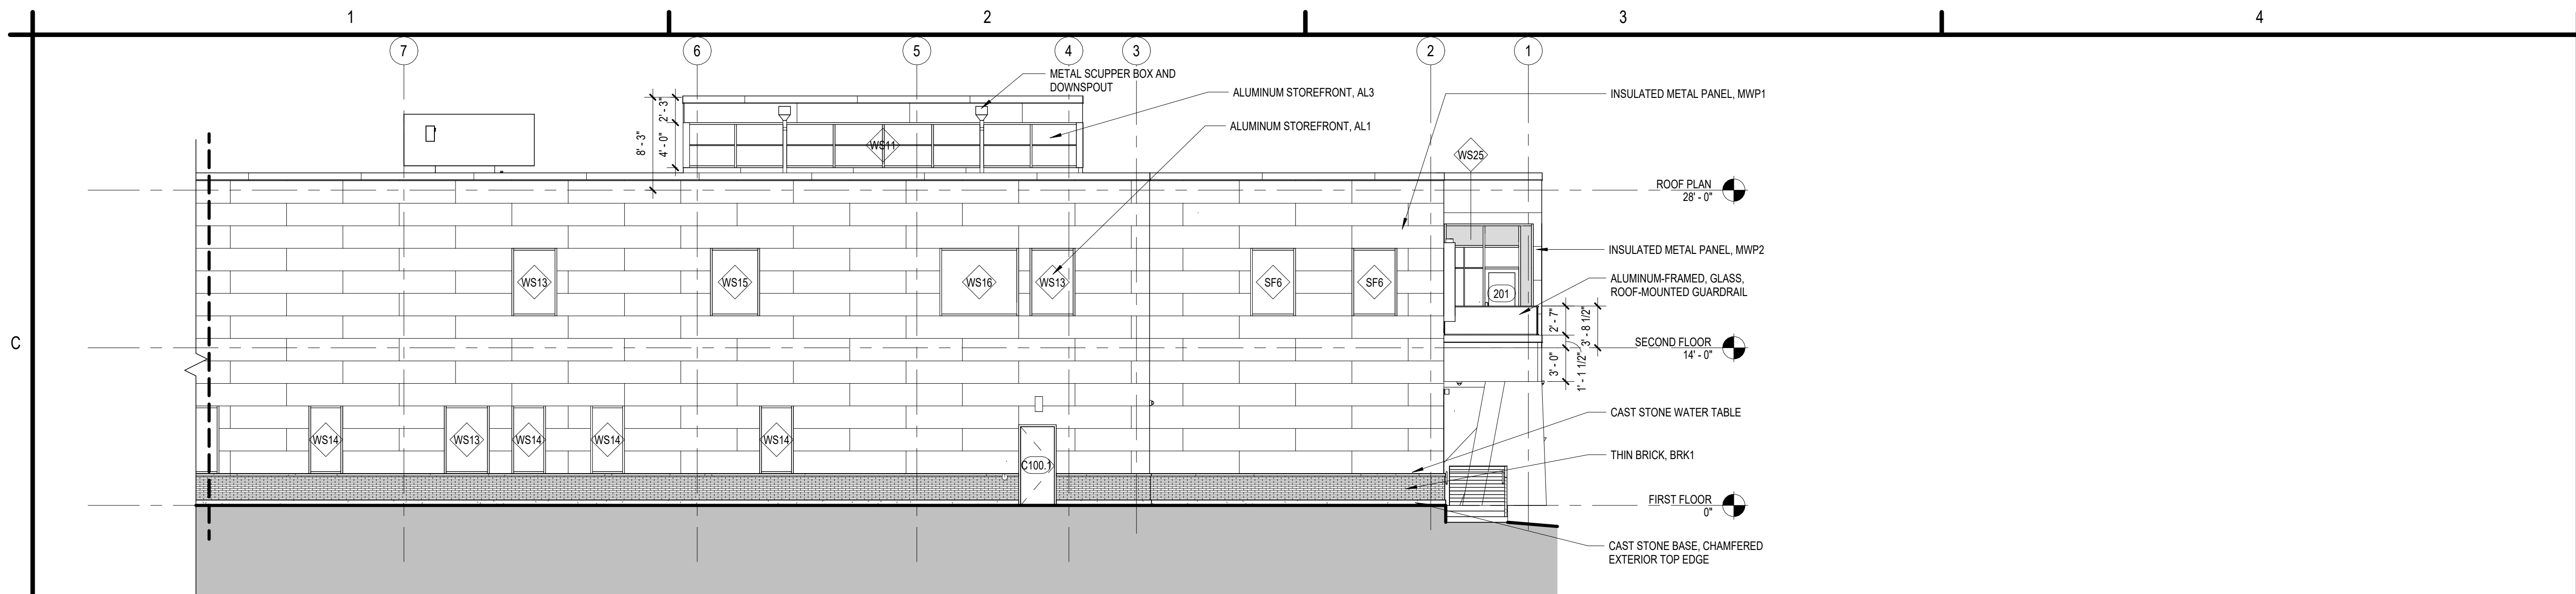 1
2
3
4
7
6
5
4
3
2
1
METAL SCUPPER BOX AND
DOWNSPOUT
ALUMINUM STOREFRONT, AL3
INSULATED METAL PANEL, MWP1
2' - 3"
8' - 3"
4' - 0"
ALUMINUM STOREFRONT, AL1
WS11
WS25
ROOF PLAN
28' - 0"
INSULATED METAL PANEL, MWP2
WS13
WS15
WS16
WS13
SF6
SF6
201
ALUMINUM-FRAMED, GLASS,
ROOF-MOUNTED GUARDRAIL
2' - 7"
3' - 8 1/2"
C
SECOND FLOOR
14' - 0"
3' - 0"
1' - 1 1/2"
CAST STONE WATER TABLE
WS14
WS13
WS14
WS14
WS14
C100.1
THIN BRICK, BRK1
FIRST FLOOR
0"
CAST STONE BASE, CHAMFERED
EXTERIOR TOP EDGE